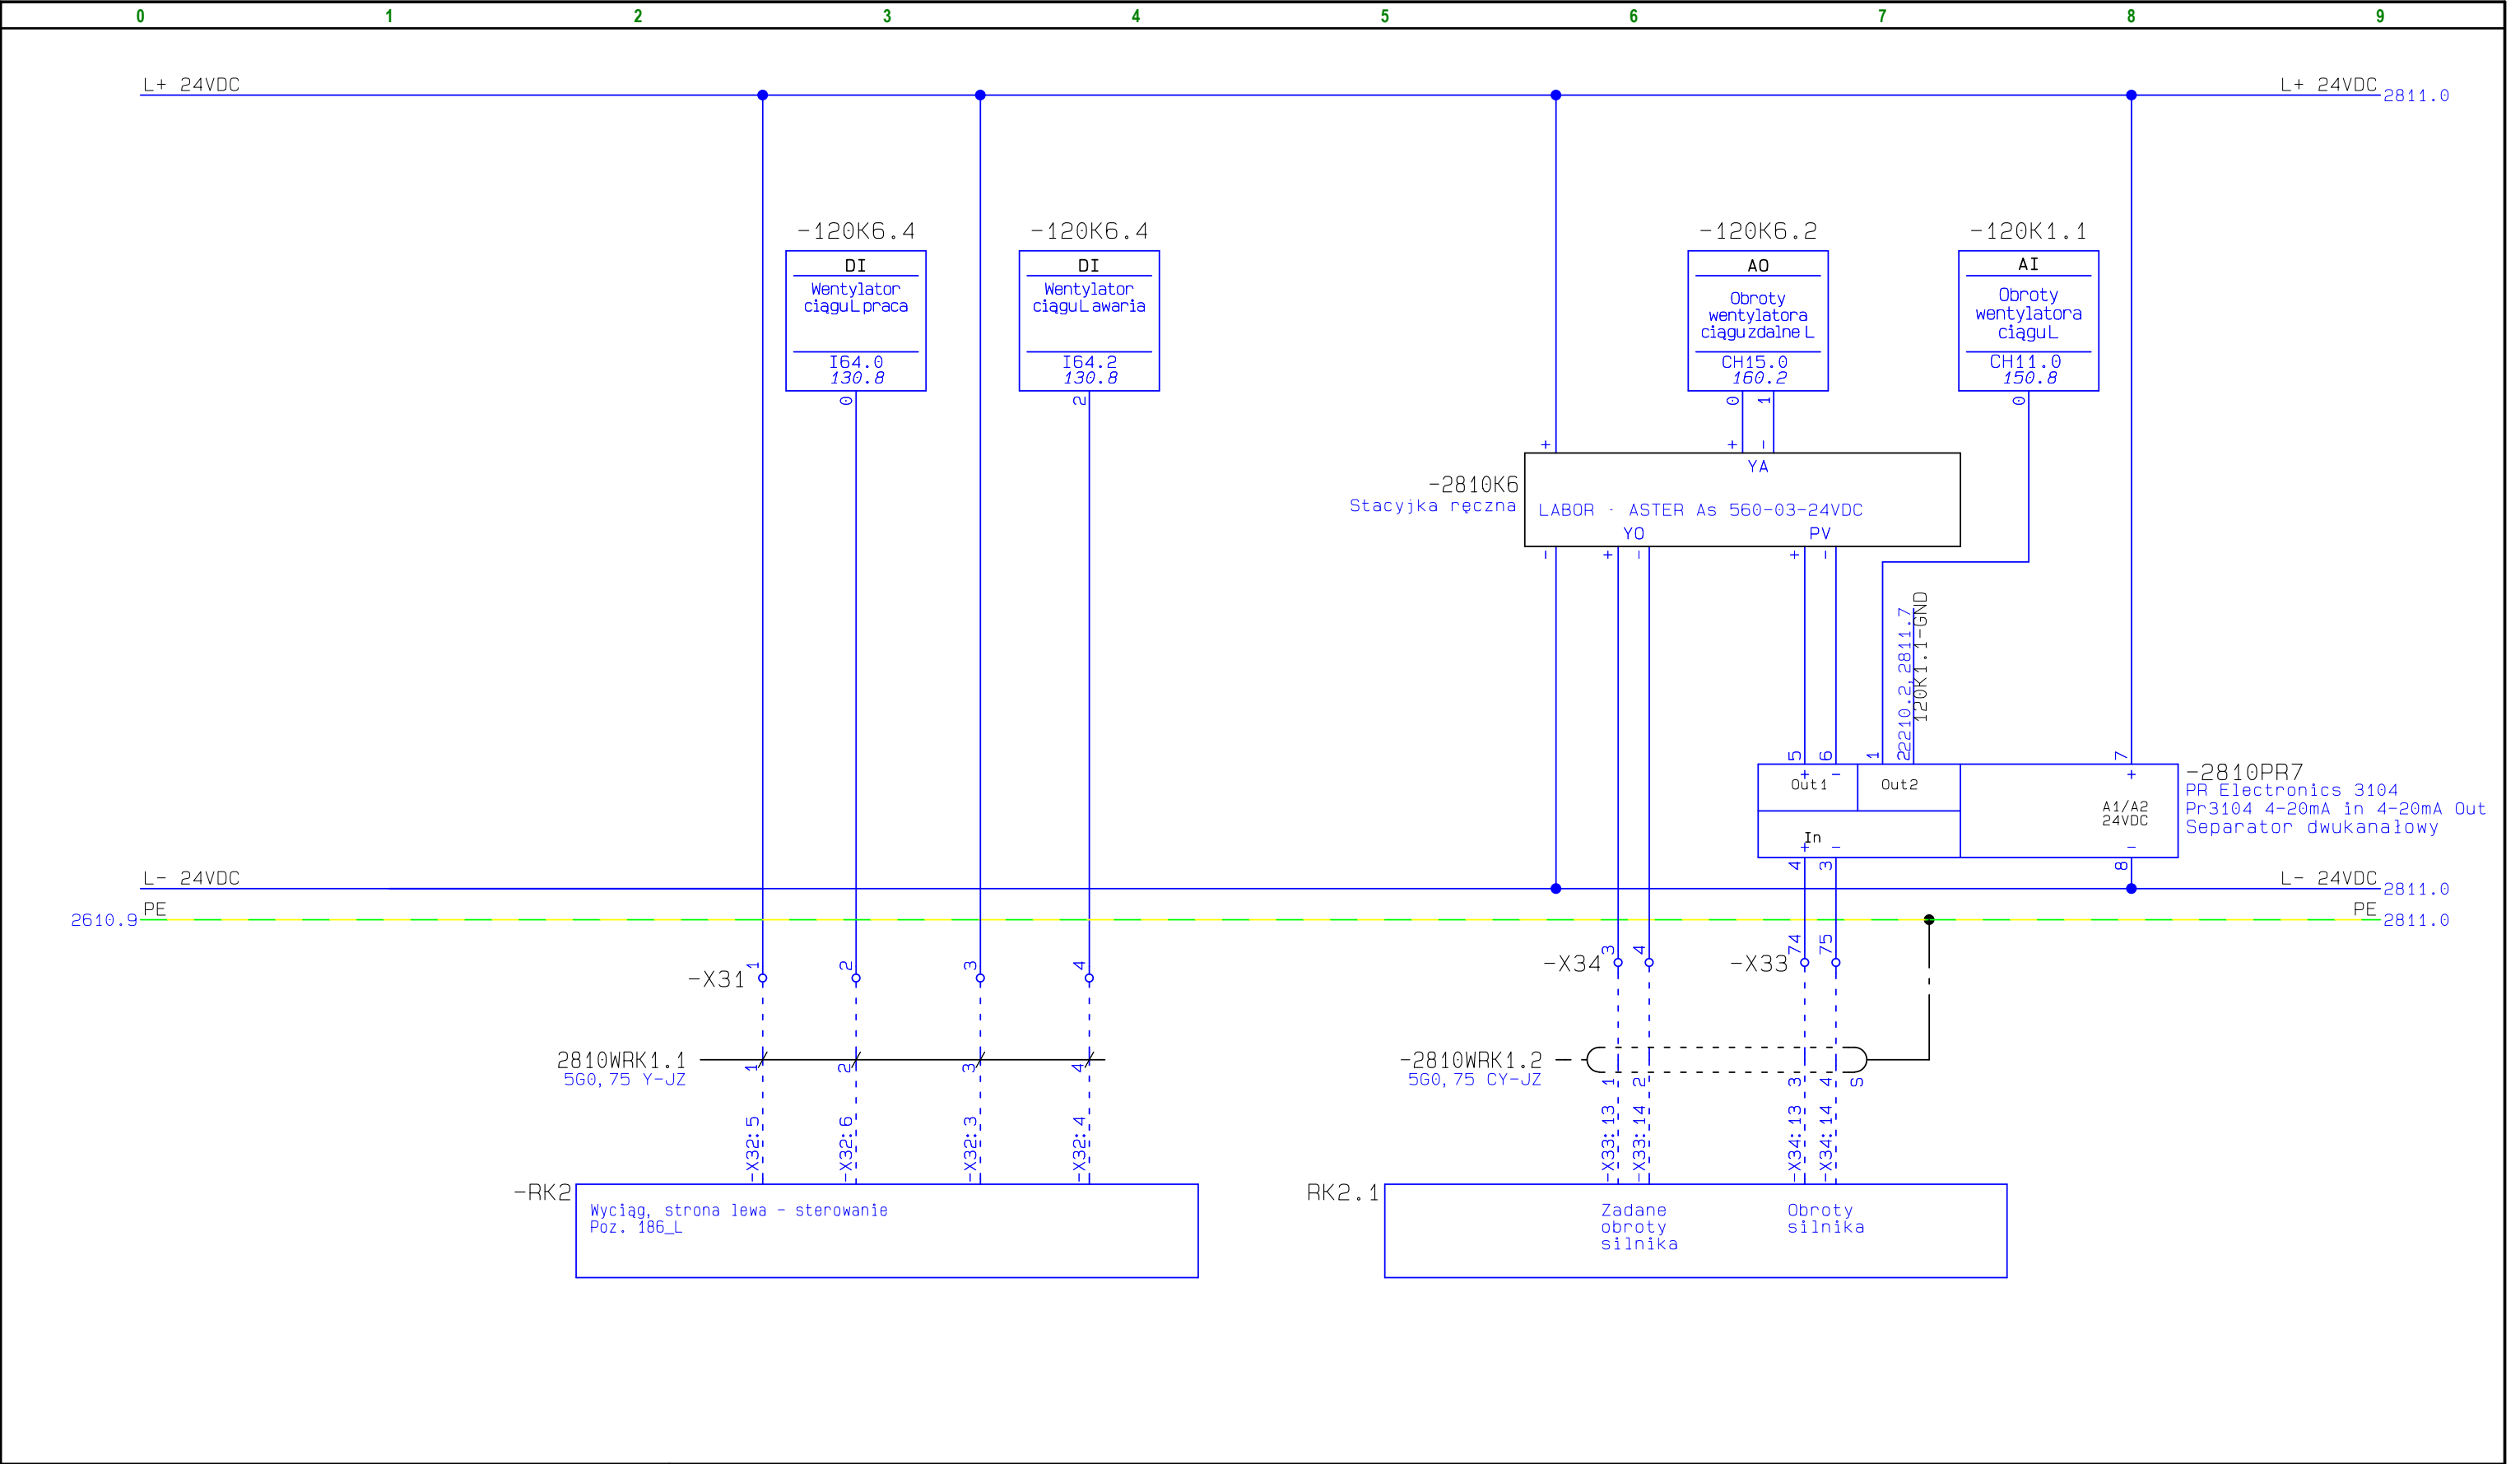 0 1 2 3 4 5 6 7 8 9
L+ 24VDC
L+ 24VDC
2811.0
-120K6.4
DI
Wentylator
ciągu L praca
I64.0
130.8
0
-120K6.4
DI
Wentylator
ciągu L awaria
I64.2
130.8
2
-120K6.2
AO
Obroty
wentylatora
ciągu zdalne L
CH15.0
160.2
0 1
-120K1.1
AI
Obroty
wentylatora
ciągu L
CH11.0
150.8
0
+ + -
YA
-2810K6
Stacyjka ręczna
LABOR - ASTER As 560-03-24VDC
YO PV
- + - + -
2210.2, 2811.7
120K1.1-GND
5 6 1 2 7
+ - +
Out1 Out2
A1/A2
24VDC
In
+ - -
4 3 8
-2810PR7
PR Electronics 3104
Pr3104 4-20mA in 4-20mA Out
Separator dwukanałowy
L- 24VDC
L- 24VDC
2811.0
PE
2610.9
PE
2811.0
-X31 1 2 3 4
-X34 3 4
-X33 74 75
2810WRK1.1
5G0,75 Y-JZ
1 2 3 4
-2810WRK1.2
5G0,75 CY-JZ
1 2 3 4 S
-X32:5 -X32:6 -X32:3 -X32:4
-X33:13 -X33:14 -X34:13 -X34:14
-RK2
Wyciąg, strona lewa - sterowanie
Poz. 186_L
RK2.1
Zadane
obroty
silnika
Obroty
silnika